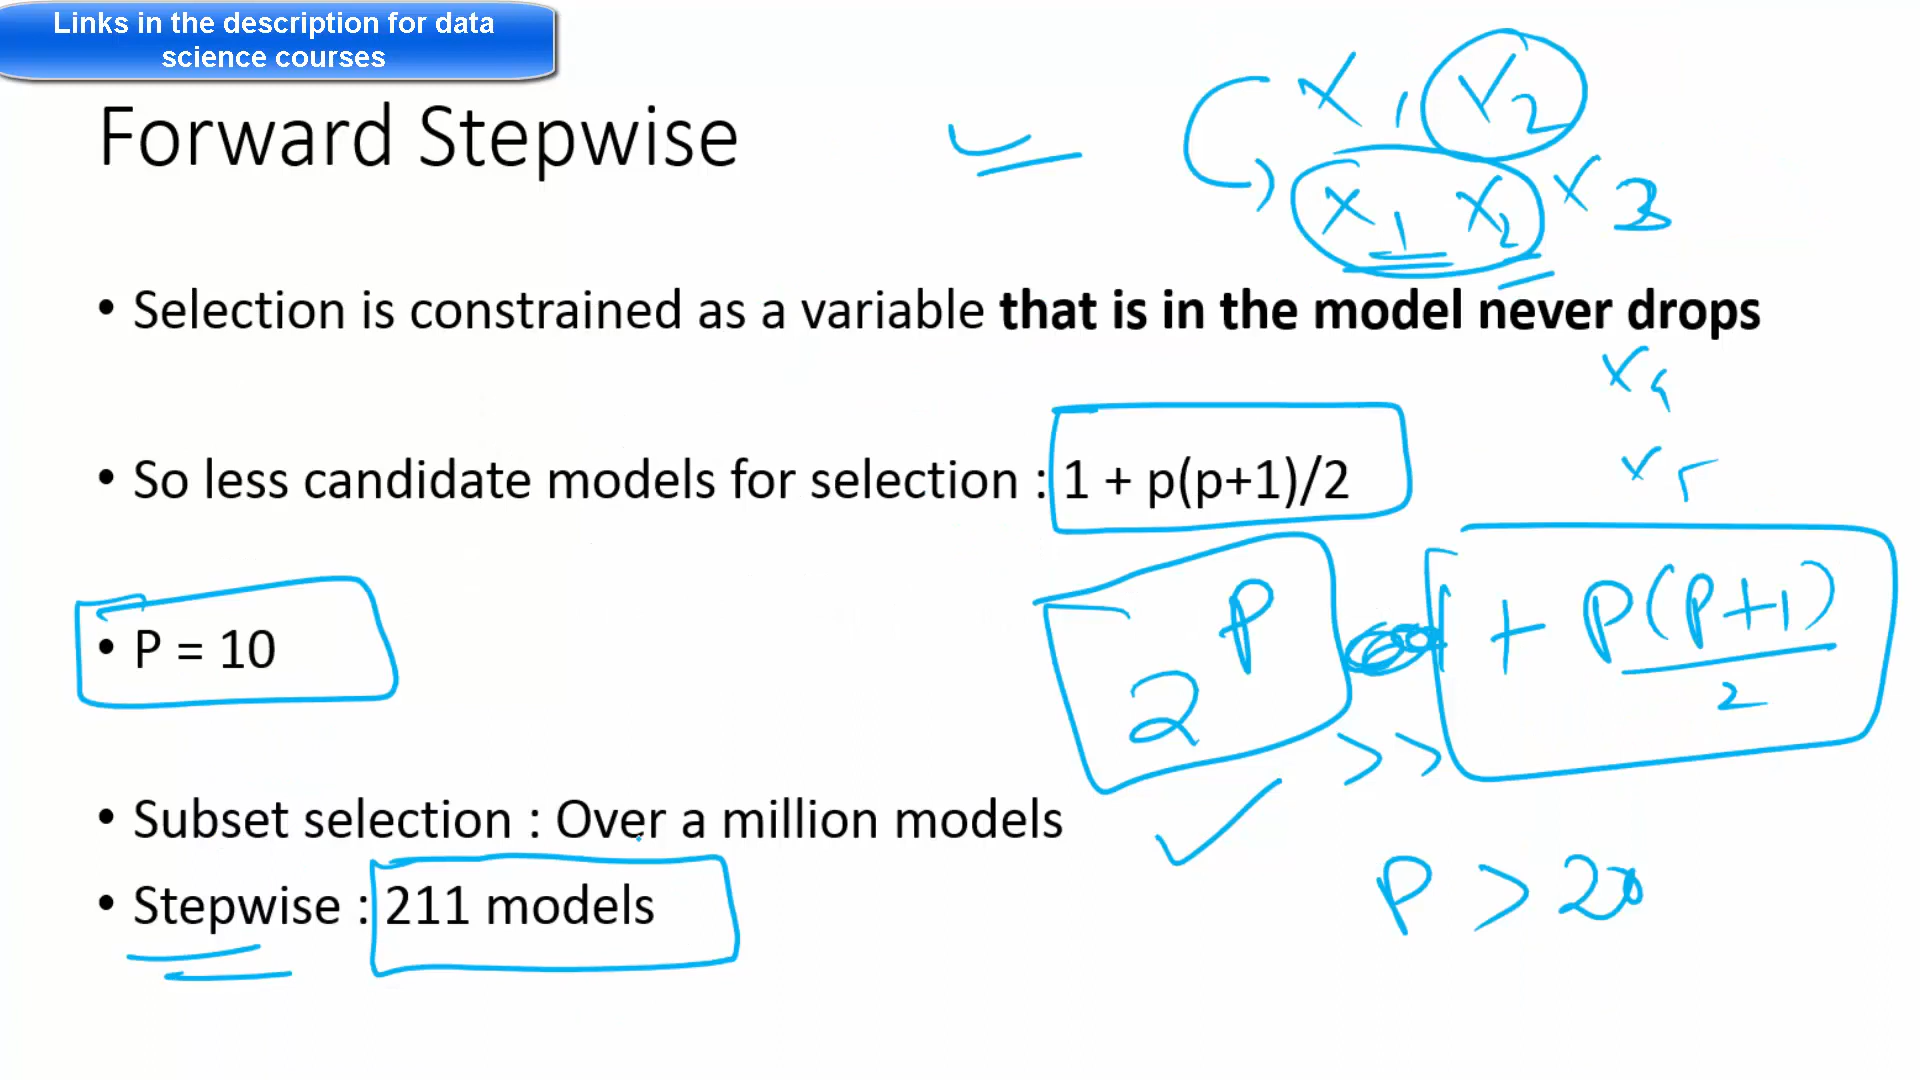 Links in the description for data
science courses
X1 X2
Forward Stepwise
X1 X2 X3
• Selection is constrained as a variable that is in the model never drops
X4
• So less candidate models for selection : 1 + p(p+1)/2
X5
• P = 10
2^P >> 1 + P(P+1)/2
• Subset selection : Over a million models
• Stepwise : 211 models
P > 20